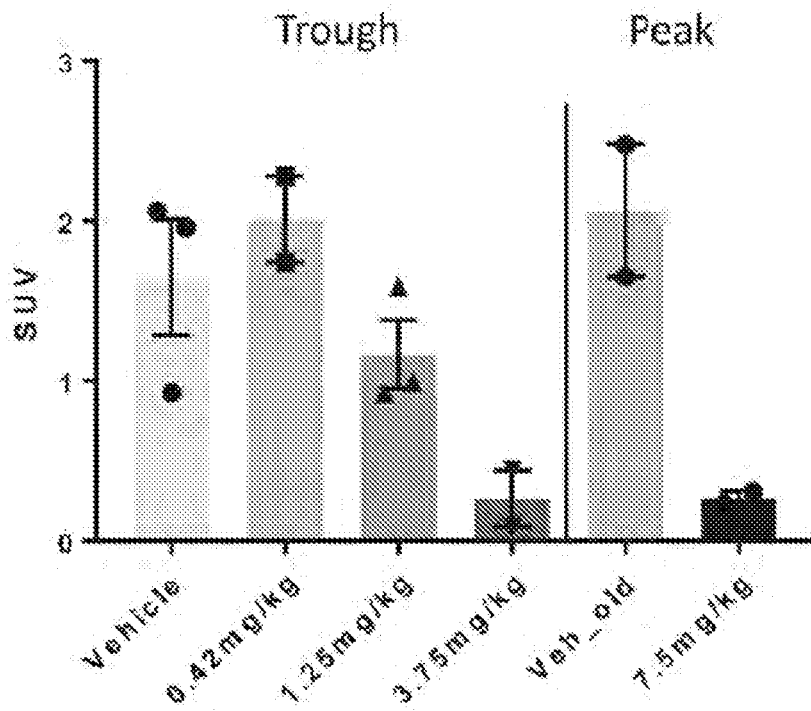 Trough Peak
3
2
1
0
SUV
Vehicle
0.42mg/kg
1.25mg/kg
3.75mg/kg
Veh_old
7.5mg/kg